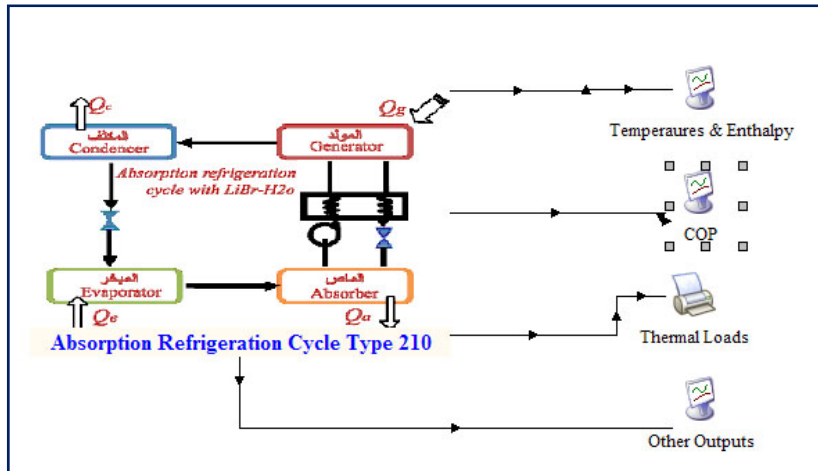 Qc
المكثف
Condencer
Qg
المولد
Generator
Absorption refrigeration
cycle with LiBr-H2o
المبخر
Evaporator
Qe
الماص
Absorber
Qa
Absorption Refrigeration Cycle Type 210
Temperaures & Enthalpy
COP
Thermal Loads
Other Outputs